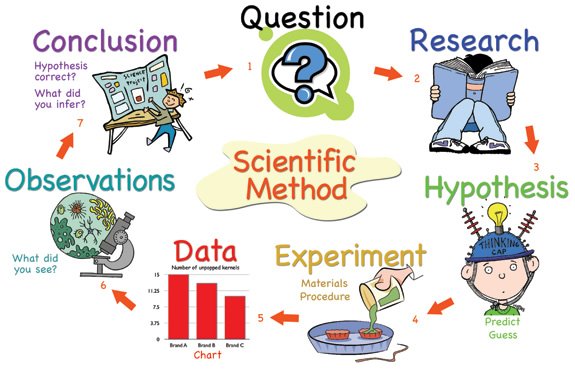 Question
1
Research
2
3
Hypothesis
THINKING
CAP
Predict
Guess
4
Experiment
Materials
Procedure
5
Data
Number of unpopped kernels
15
11.25
7.5
3.75
0
Brand A Brand B Brand C
Chart
6
Observations
What did
you see?
7
Conclusion
Hypothesis
correct?
What did
you infer?
SCIENCE
PROJECT
Scientific
Method